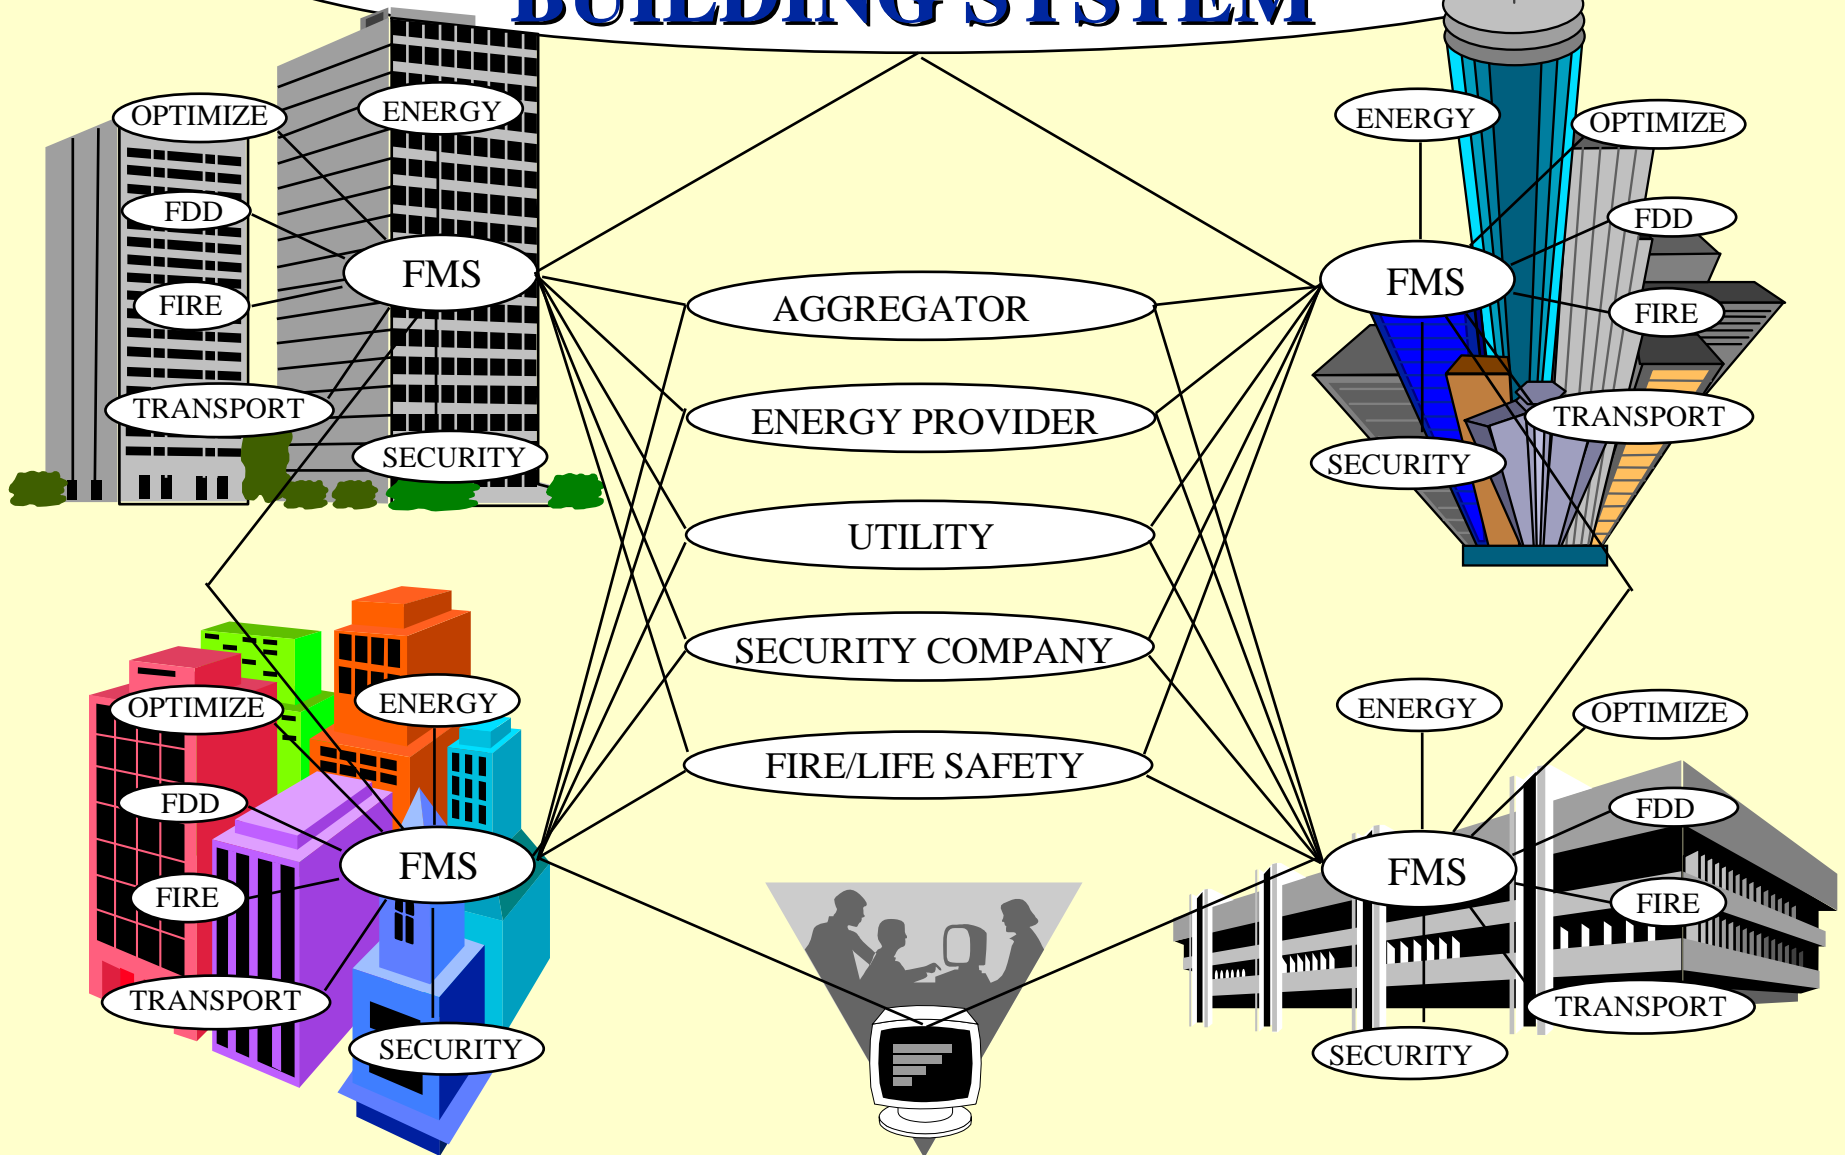 BUILDING SYSTEM
OPTIMIZE
ENERGY
FDD
FMS
FIRE
TRANSPORT
SECURITY
ENERGY
OPTIMIZE
FDD
FMS
FIRE
TRANSPORT
SECURITY
AGGREGATOR
ENERGY PROVIDER
UTILITY
SECURITY COMPANY
FIRE/LIFE SAFETY
OPTIMIZE
ENERGY
FDD
FMS
FIRE
TRANSPORT
SECURITY
ENERGY
OPTIMIZE
FDD
FMS
FIRE
TRANSPORT
SECURITY